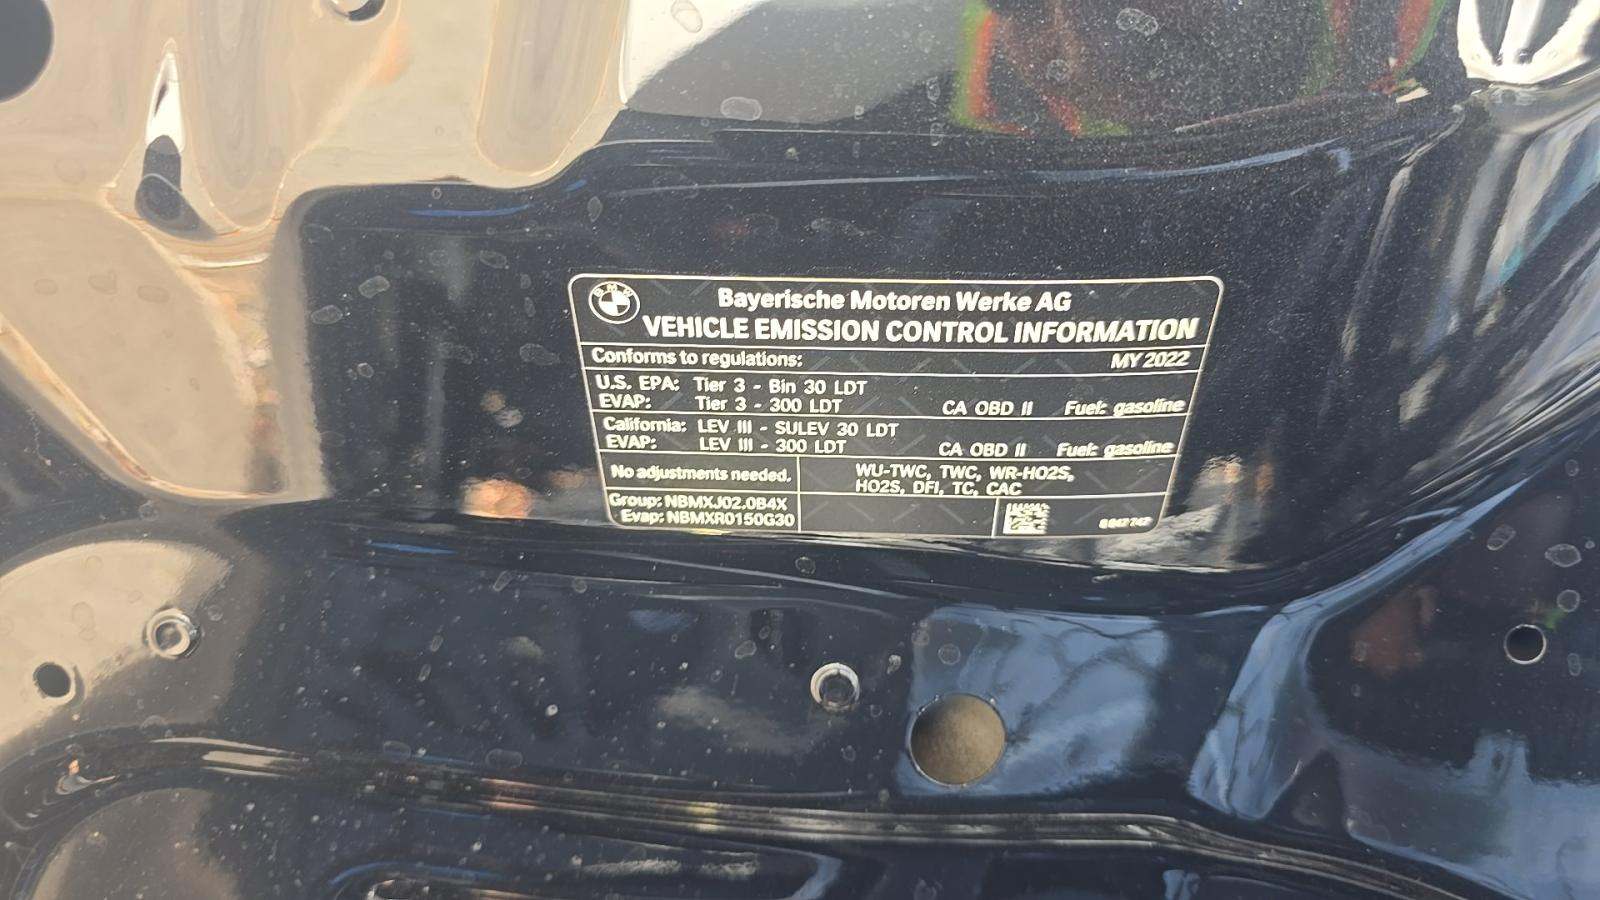 BMW
Bayerische Motoren Werke AG
VEHICLE EMISSION CONTROL INFORMATION
Conforms to regulations: MY 2022
U.S. EPA: Tier 3 - Bin 30 LDT
EVAP: Tier 3 - 300 LDT CA OBD II Fuel: gasoline
California: LEV III - SULEV 30 LDT
EVAP: LEV III - 300 LDT CA OBD II Fuel: gasoline
No adjustments needed.
WU-TWC, TWC, WR-HO2S,
HO2S, DFI, TC, CAC
Group: NBMXJ02.0B4X
Evap: NBMXR0150G30